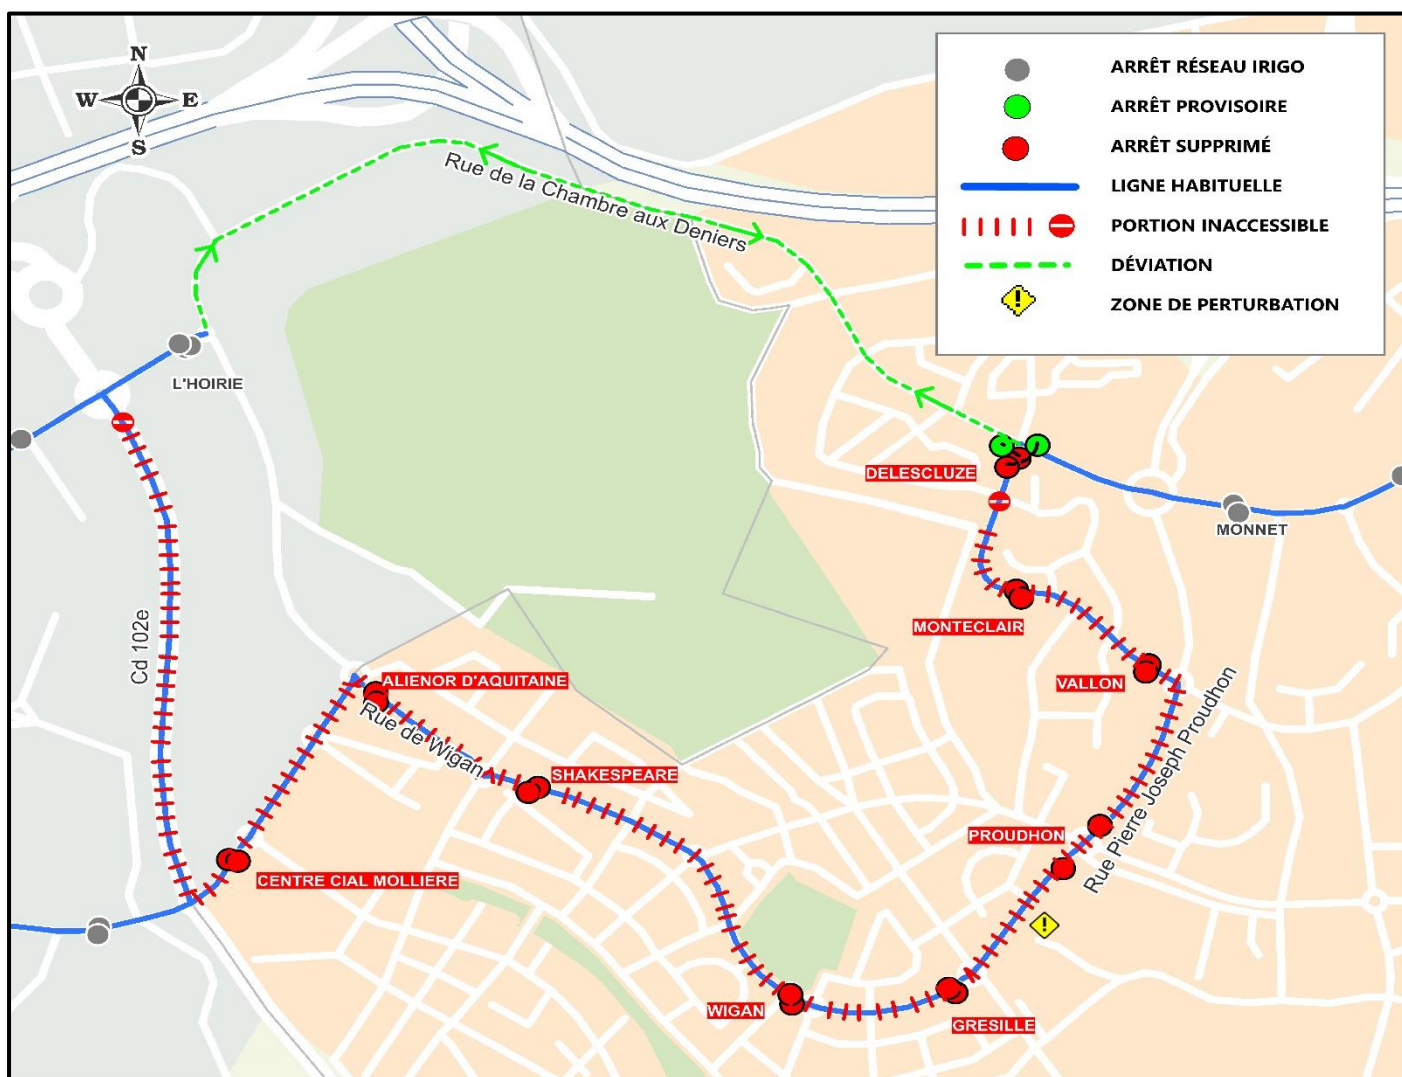 N
W E
S
ARRÊT RÉSEAU IRIGO
ARRÊT PROVISOIRE
ARRÊT SUPPRIMÉ
LIGNE HABITUELLE
PORTION INACCESSIBLE
DÉVIATION
! ZONE DE PERTURBATION
Rue de la Chambre aux Deniers
L'HOIRIE
DELESCLUZE
MONNET
MONTECLAIR
Cd 102e
VALLON
ALIENOR D'AQUITAINE
Rue de Wigan
SHAKESPEARE
Rue Pierre Joseph Proudhon
PROUDHON
CENTRE CIAL MOLLIERE
!
WIGAN
GRESILLE